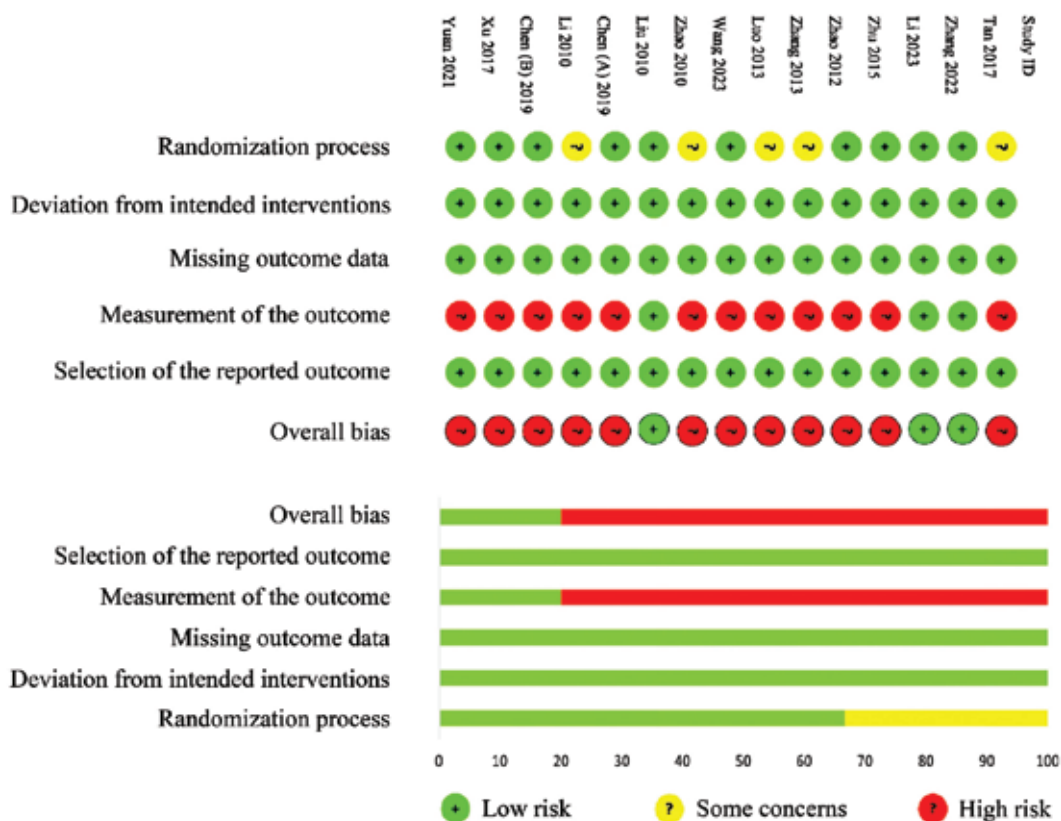 Yuan 2021
Xu 2017
Chen (B) 2019
Li 2010
Chen (A) 2019
Liu 2010
Zhao 2010
Wang 2023
Luo 2013
Zhang 2013
Zhao 2012
Zhu 2015
Li 2023
Zhang 2022
Tan 2017
Study ID
Randomization process + + + ? + + ? + ? ? + + + + ?
Deviation from intended interventions + + + + + + + + + + + + + + +
Missing outcome data + + + + + + + + + + + + + + +
Measurement of the outcome ? ? ? ? ? + ? ? ? ? ? ? + + ?
Selection of the reported outcome + + + + + + + + + + + + + + +
Overall bias ? ? ? ? ? + ? ? ? ? ? ? + + ?
Overall bias
Selection of the reported outcome
Measurement of the outcome
Missing outcome data
Deviation from intended interventions
Randomization process
0 10 20 30 40 50 60 70 80 90 100
+ Low risk ? Some concerns ? High risk